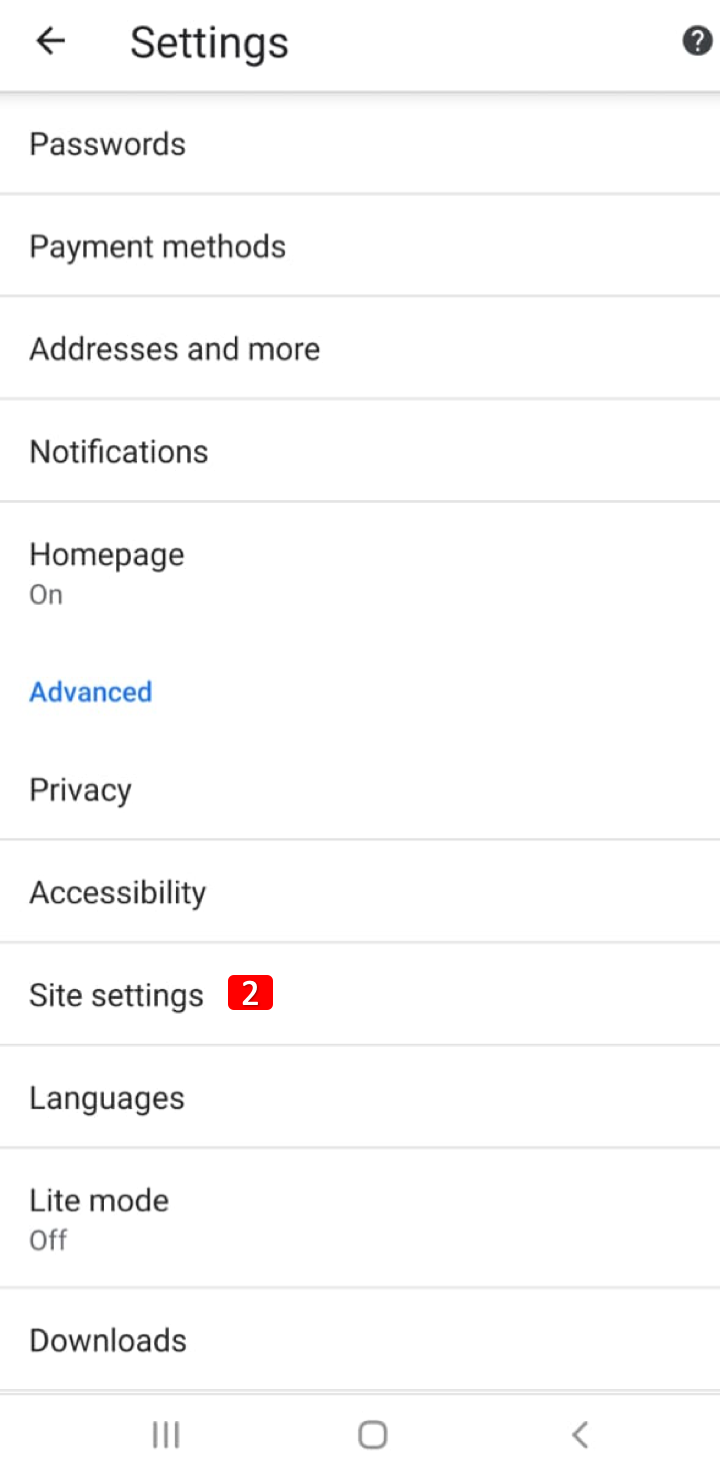 Settings
?
Passwords
Payment methods
Addresses and more
Notifications
Homepage
On
Advanced
Privacy
Accessibility
Site settings 2
Languages
Lite mode
Off
Downloads